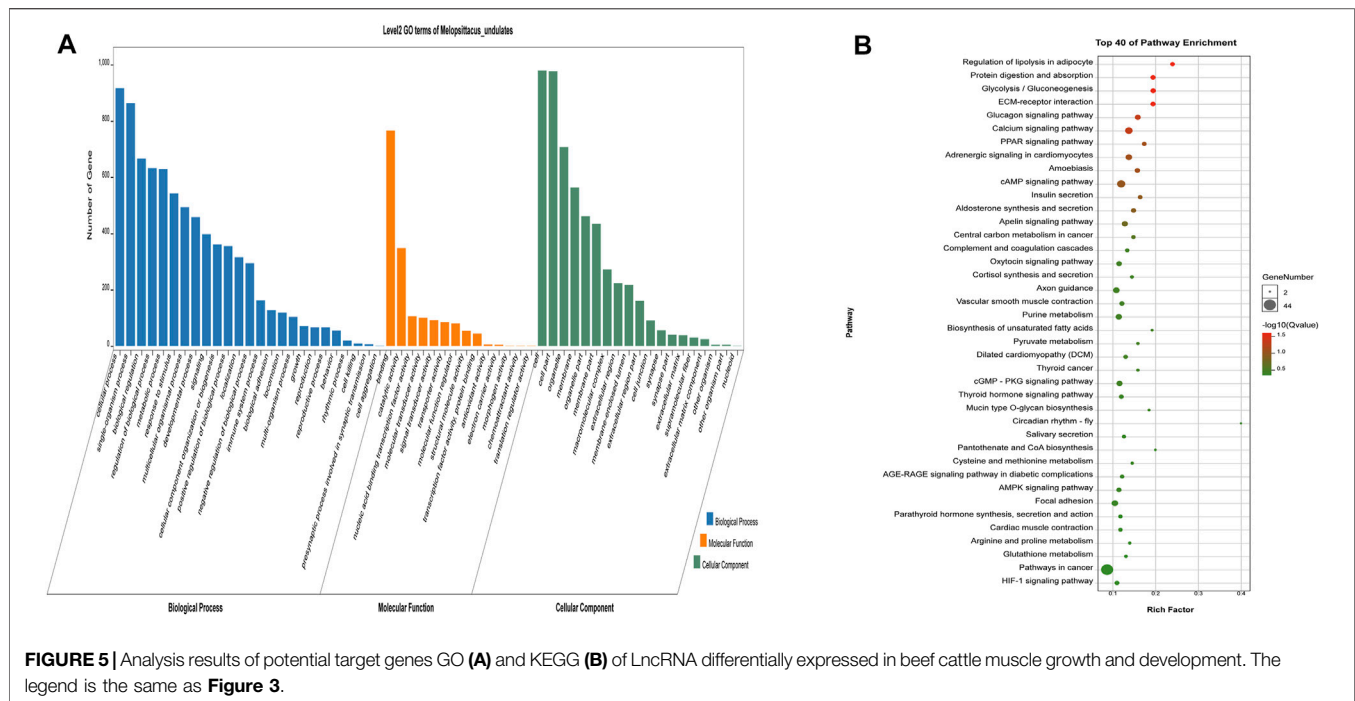 A
Level2 GO terms of Melopsittacus_undulates
Number of Gene
1,000
800
600
400
200
0
cellular process
single-organism process
biological regulation
regulation of biological process
metabolic process
response to stimulus
multicellular organismal process
developmental process
signaling
cellular component organization or biogenesis
positive regulation of biological process
localization
negative regulation of biological process
immune system process
biological adhesion
locomotion
multi-organism process
growth
reproduction
reproductive process
behavior
rhythmic process
cell killing
presynaptic process involved in synaptic transmission
cell aggregation
binding
catalytic activity
nucleic acid binding transcription factor activity
molecular transducer activity
signal transducer activity
transporter activity
molecular function regulator
structural molecule activity
transcription factor activity, protein binding
antioxidant activity
electron carrier activity
morphogen activity
chemoattractant activity
translation regulator activity
cell
cell part
organelle
membrane
organelle part
membrane part
macromolecular complex
extracellular region
membrane-enclosed lumen
extracellular region part
cell junction
synapse
synapse part
extracellular matrix
supramolecular fiber
extracellular matrix component
other organism
other organism part
nucleoid
Biological Process
Molecular Function
Cellular Component
Biological Process
Molecular Function
Cellular Component
B
Top 40 of Pathway Enrichment
Pathway
Regulation of lipolysis in adipocyte
Protein digestion and absorption
Glycolysis / Gluconeogenesis
ECM-receptor interaction
Glucagon signaling pathway
Calcium signaling pathway
PPAR signaling pathway
Adrenergic signaling in cardiomyocytes
Amoebiasis
cAMP signaling pathway
Insulin secretion
Aldosterone synthesis and secretion
Apelin signaling pathway
Central carbon metabolism in cancer
Complement and coagulation cascades
Oxytocin signaling pathway
Cortisol synthesis and secretion
Axon guidance
Vascular smooth muscle contraction
Purine metabolism
Biosynthesis of unsaturated fatty acids
Pyruvate metabolism
Dilated cardiomyopathy (DCM)
Thyroid cancer
cGMP - PKG signaling pathway
Thyroid hormone signaling pathway
Mucin type O-glycan biosynthesis
Circadian rhythm - fly
Salivary secretion
Pantothenate and CoA biosynthesis
Cysteine and methionine metabolism
AGE-RAGE signaling pathway in diabetic complications
AMPK signaling pathway
Focal adhesion
Parathyroid hormone synthesis, secretion and action
Cardiac muscle contraction
Arginine and proline metabolism
Glutathione metabolism
Pathways in cancer
HIF-1 signaling pathway
0.1 0.2 0.3 0.4
Rich Factor
GeneNumber
2
44
-log10(Qvalue)
1.5
1.0
0.5
FIGURE 5 | Analysis results of potential target genes GO (A) and KEGG (B) of LncRNA differentially expressed in beef cattle muscle growth and development. The
legend is the same as Figure 3.